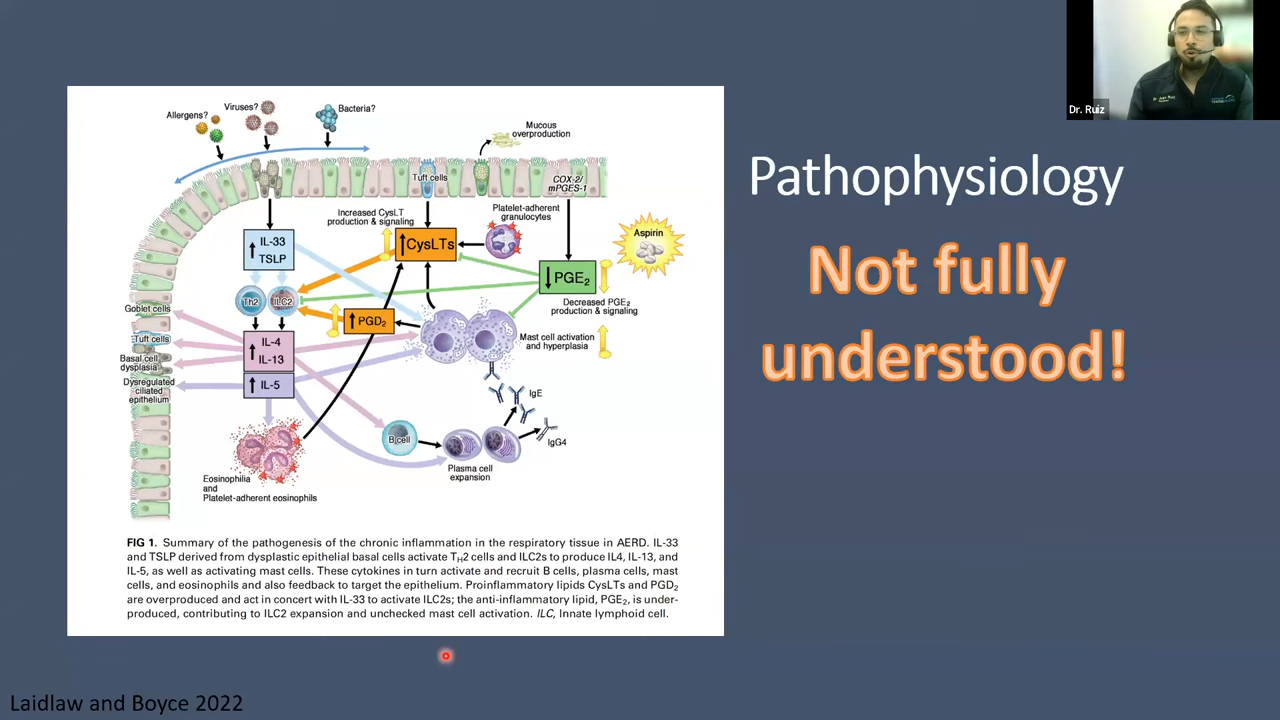 Dr. Ruiz
Pathophysiology
Not fully
understood!
Allergens?
Viruses?
Bacteria?
Mucous
overproduction
Tuft cells
COX-2/
mPGES-1
Increased CysLT
production & signaling
Platelet-adherent
granulocytes
Aspirin
IL-33
TSLP
CysLTs
PGE2
Decreased PGE2
production & signaling
Th2
ILC2
PGD2
Goblet cells
Tuft cells
Basal cell
dysplasia
Dysregulated
ciliated
epithelium
IL-4
IL-13
IL-5
Mast cell activation
and hyperplasia
IgE
IgG4
B cell
Plasma cell
expansion
Eosinophilia
and
Platelet-adherent eosinophils
FIG 1. Summary of the pathogenesis of the chronic inflammation in the respiratory tissue in AERD. IL-33
and TSLP derived from dysplastic epithelial basal cells activate TH2 cells and ILC2s to produce IL4, IL-13, and
IL-5, as well as activating mast cells. These cytokines in turn activate and recruit B cells, plasma cells, mast
cells, and eosinophils and also feedback to target the epithelium. Proinflammatory lipids CysLTs and PGD2
are overproduced and act in concert with IL-33 to activate ILC2s; the anti-inflammatory lipid, PGE2, is under-
produced, contributing to ILC2 expansion and unchecked mast cell activation. ILC, Innate lymphoid cell.
Laidlaw and Boyce 2022